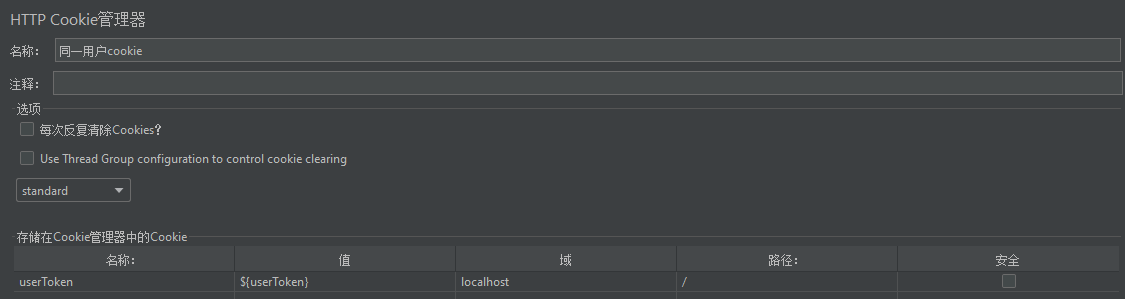 HTTP Cookie管理器
名称： 同一用户cookie
注释：
选项
每次反复清除Cookies？
Use Thread Group configuration to control cookie clearing
standard
存储在Cookie管理器中的Cookie
名称： 值 域 路径： 安全
userToken ${userToken} localhost /